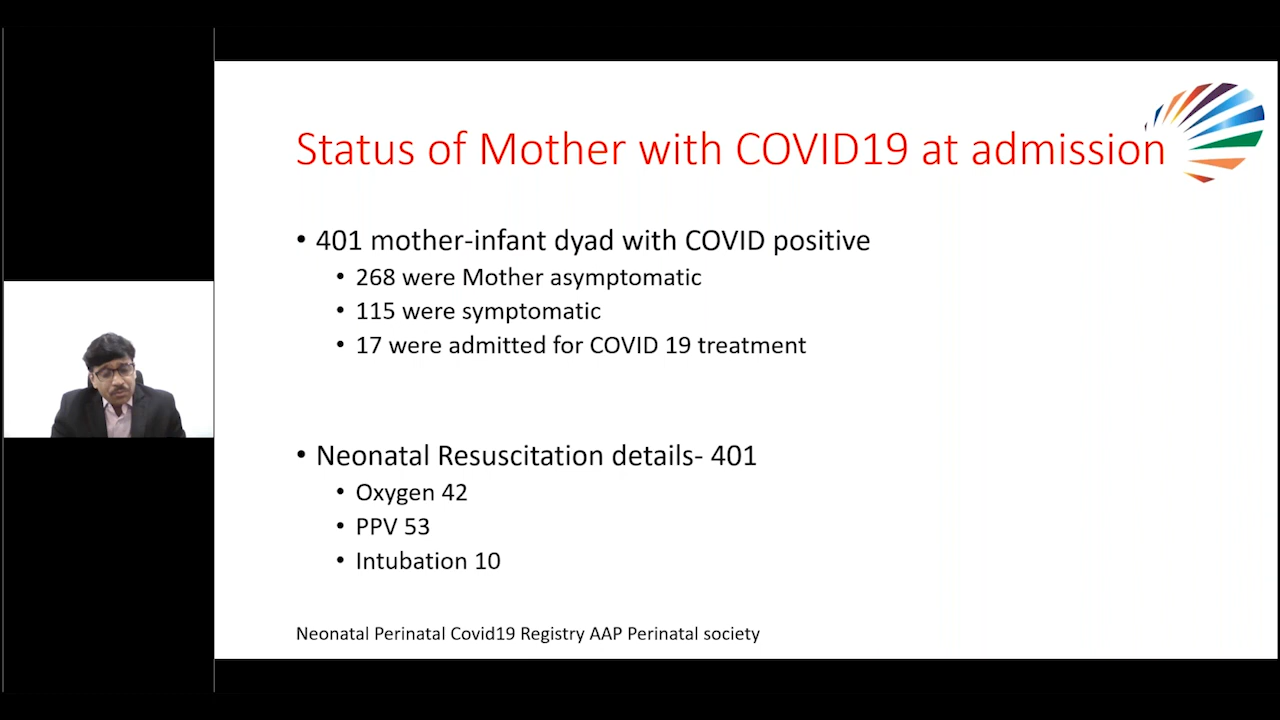 Status of Mother with COVID19 at admission
• 401 mother-infant dyad with COVID positive
• 268 were Mother asymptomatic
• 115 were symptomatic
• 17 were admitted for COVID 19 treatment
• Neonatal Resuscitation details- 401
• Oxygen 42
• PPV 53
• Intubation 10
Neonatal Perinatal Covid19 Registry AAP Perinatal society